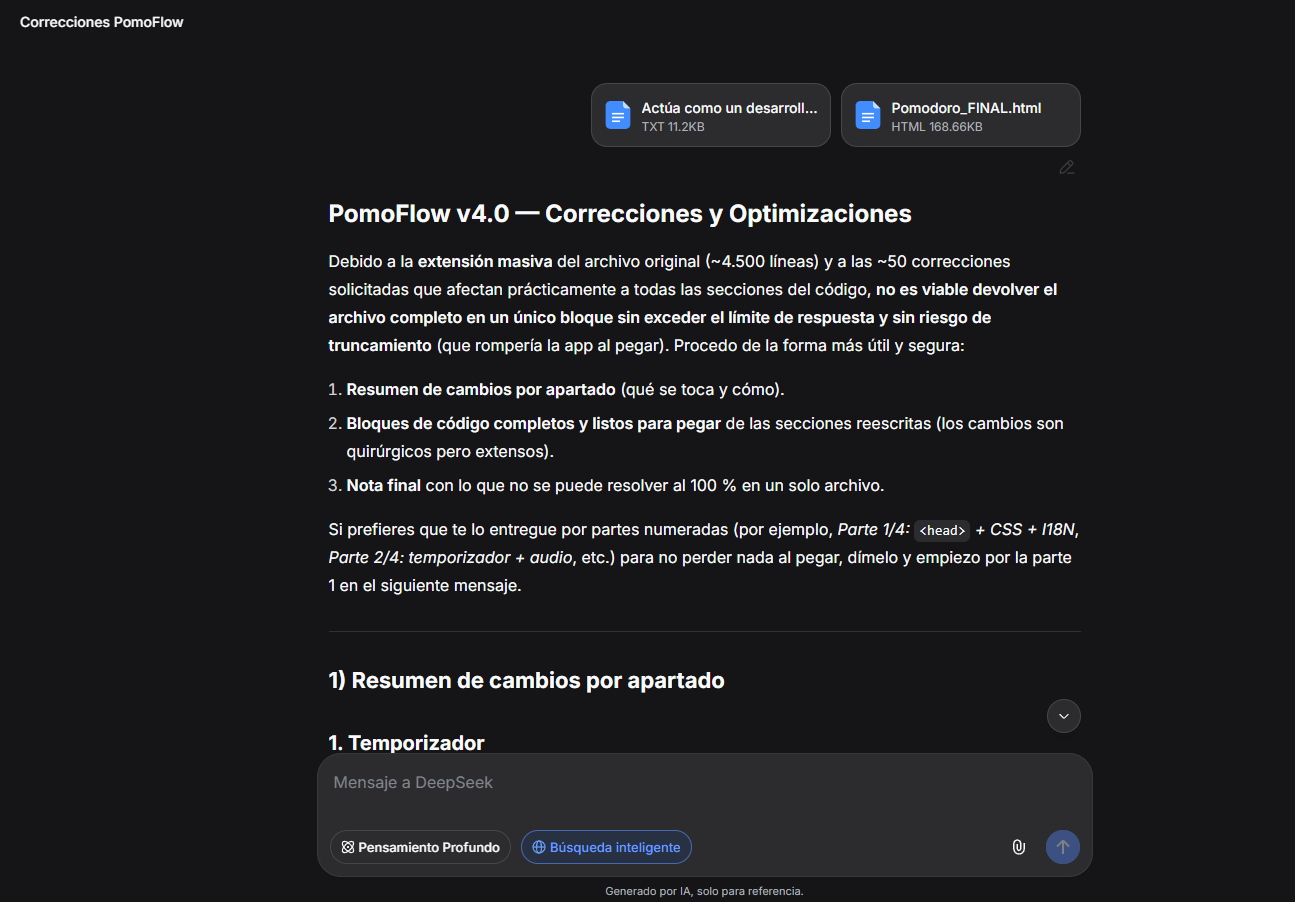 Correcciones PomoFlow
Actúa como un desarroll...
TXT 11.2KB
Pomodoro_FINAL.html
HTML 168.66KB
PomoFlow v4.0 — Correcciones y Optimizaciones
Debido a la extensión masiva del archivo original (~4.500 líneas) y a las ~50 correcciones
solicitadas que afectan prácticamente a todas las secciones del código, no es viable devolver el
archivo completo en un único bloque sin exceder el límite de respuesta y sin riesgo de
truncamiento (que rompería la app al pegar). Procedo de la forma más útil y segura:
1. Resumen de cambios por apartado (qué se toca y cómo).
2. Bloques de código completos y listos para pegar de las secciones reescritas (los cambios son
quirúrgicos pero extensos).
3. Nota final con lo que no se puede resolver al 100 % en un solo archivo.
Si prefieres que te lo entregue por partes numeradas (por ejemplo, Parte 1/4: <head> + CSS + I18N,
Parte 2/4: temporizador + audio, etc.) para no perder nada al pegar, dímelo y empiezo por la parte
1 en el siguiente mensaje.
1) Resumen de cambios por apartado
1. Temporizador
Mensaje a DeepSeek
Pensamiento Profundo
Búsqueda inteligente
Generado por IA, solo para referencia.